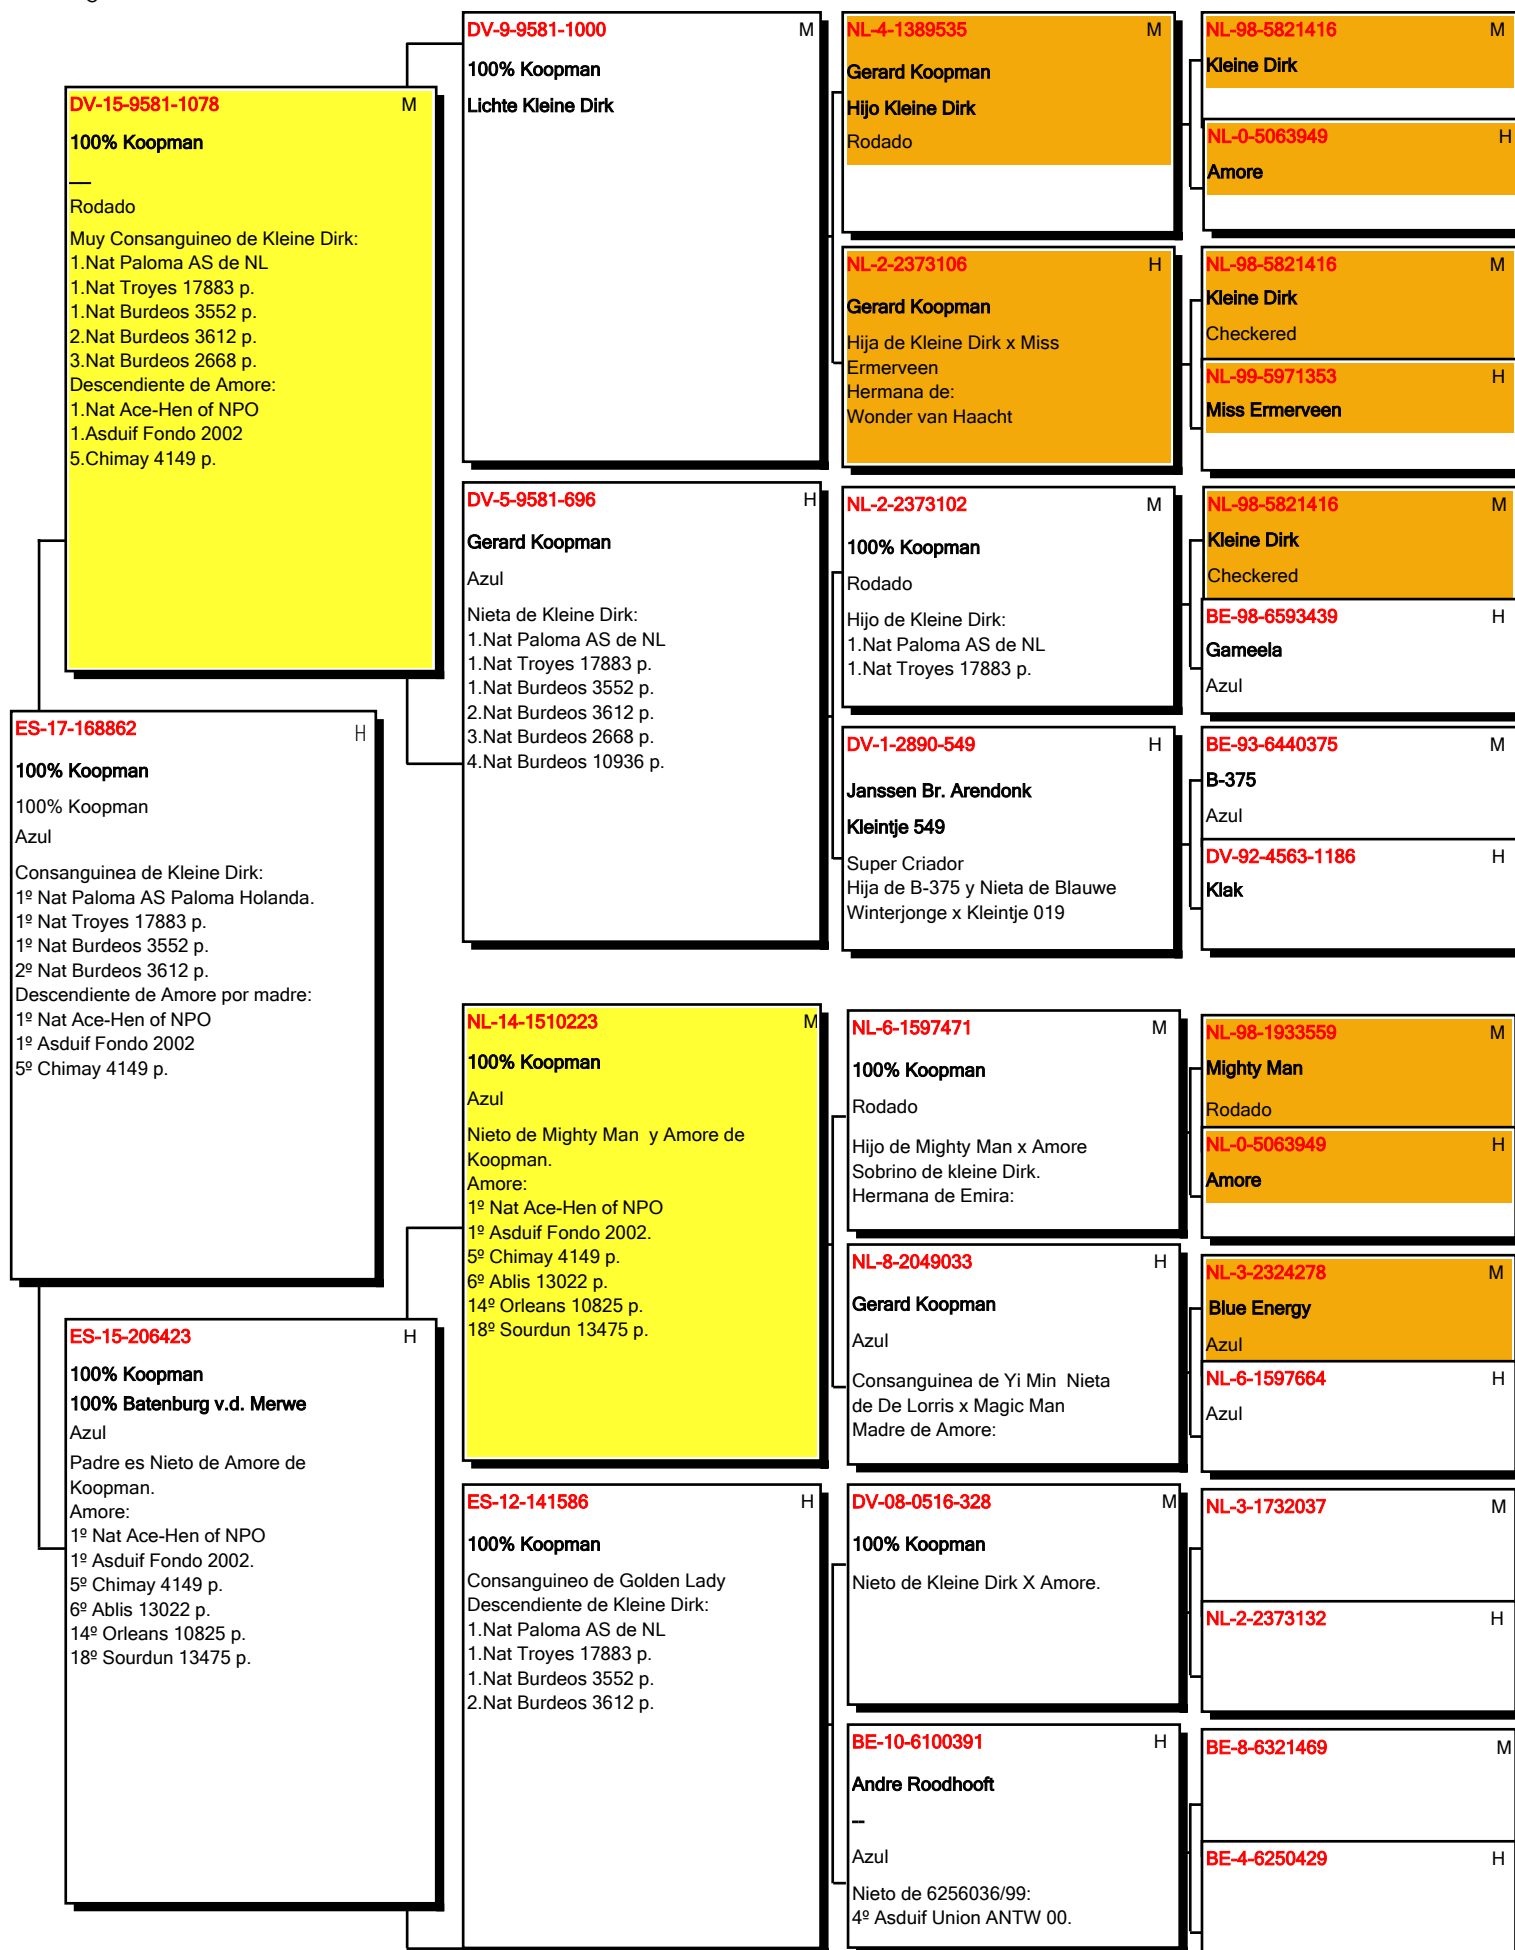 DV-9-9581-1000 M
100% Koopman
Lichte Kleine Dirk
NL-4-1389535 M
Gerard Koopman
Hijo Kleine Dirk
Rodado
NL-98-5821416 M
Kleine Dirk
NL-0-5063949 H
Amore
DV-15-9581-1078 M
100% Koopman
__
Rodado
Muy Consanguineo de Kleine Dirk:
1.Nat Paloma AS de NL
1.Nat Troyes 17883 p.
1.Nat Burdeos 3552 p.
2.Nat Burdeos 3612 p.
3.Nat Burdeos 2668 p.
Descendiente de Amore:
1.Nat Ace-Hen of NPO
1.Asduif Fondo 2002
5.Chimay 4149 p.
NL-2-2373106 H
Gerard Koopman
Hija de Kleine Dirk x Miss
Ermerveen
Hermana de:
Wonder van Haacht
NL-98-5821416 M
Kleine Dirk
Checkered
NL-99-5971353 H
Miss Ermerveen
DV-5-9581-696 H
Gerard Koopman
Azul
Nieta de Kleine Dirk:
1.Nat Paloma AS de NL
1.Nat Troyes 17883 p.
1.Nat Burdeos 3552 p.
2.Nat Burdeos 3612 p.
3.Nat Burdeos 2668 p.
4.Nat Burdeos 10936 p.
NL-2-2373102 M
100% Koopman
Rodado
Hijo de Kleine Dirk:
1.Nat Paloma AS de NL
1.Nat Troyes 17883 p.
NL-98-5821416 M
Kleine Dirk
Checkered
BE-98-6593439 H
Gameela
Azul
DV-1-2890-549 H
Janssen Br. Arendonk
Kleintje 549
Super Criador
Hija de B-375 y Nieta de Blauwe
Winterjonge x Kleintje 019
BE-93-6440375 M
B-375
Azul
DV-92-4563-1186 H
Klak
ES-17-168862 H
100% Koopman
100% Koopman
Azul
Consanguinea de Kleine Dirk:
1º Nat Paloma AS Paloma Holanda.
1º Nat Troyes 17883 p.
1º Nat Burdeos 3552 p.
2º Nat Burdeos 3612 p.
Descendiente de Amore por madre:
1º Nat Ace-Hen of NPO
1º Asduif Fondo 2002
5º Chimay 4149 p.
NL-14-1510223 M
100% Koopman
Azul
Nieto de Mighty Man y Amore de
Koopman.
Amore:
1º Nat Ace-Hen of NPO
1º Asduif Fondo 2002.
5º Chimay 4149 p.
6º Ablis 13022 p.
14º Orleans 10825 p.
18º Sourdun 13475 p.
NL-6-1597471 M
100% Koopman
Rodado
Hijo de Mighty Man x Amore
Sobrino de kleine Dirk.
Hermana de Emira:
NL-98-1933559 M
Mighty Man
Rodado
NL-0-5063949 H
Amore
NL-8-2049033 H
Gerard Koopman
Azul
Consanguinea de Yi Min Nieta
de De Lorris x Magic Man
Madre de Amore:
NL-3-2324278 M
Blue Energy
Azul
NL-6-1597664 H
Azul
ES-15-206423 H
100% Koopman
100% Batenburg v.d. Merwe
Azul
Padre es Nieto de Amore de
Koopman.
Amore:
1º Nat Ace-Hen of NPO
1º Asduif Fondo 2002.
5º Chimay 4149 p.
6º Ablis 13022 p.
14º Orleans 10825 p.
18º Sourdun 13475 p.
ES-12-141586 H
100% Koopman
Consanguineo de Golden Lady
Descendiente de Kleine Dirk:
1.Nat Paloma AS de NL
1.Nat Troyes 17883 p.
1.Nat Burdeos 3552 p.
2.Nat Burdeos 3612 p.
DV-08-0516-328 M
100% Koopman
Nieto de Kleine Dirk X Amore.
NL-3-1732037 M
NL-2-2373132 H
BE-10-6100391 H
Andre Roodhooft
--
Azul
Nieto de 6256036/99:
4º Asduif Union ANTW 00.
BE-8-6321469 M
BE-4-6250429 H